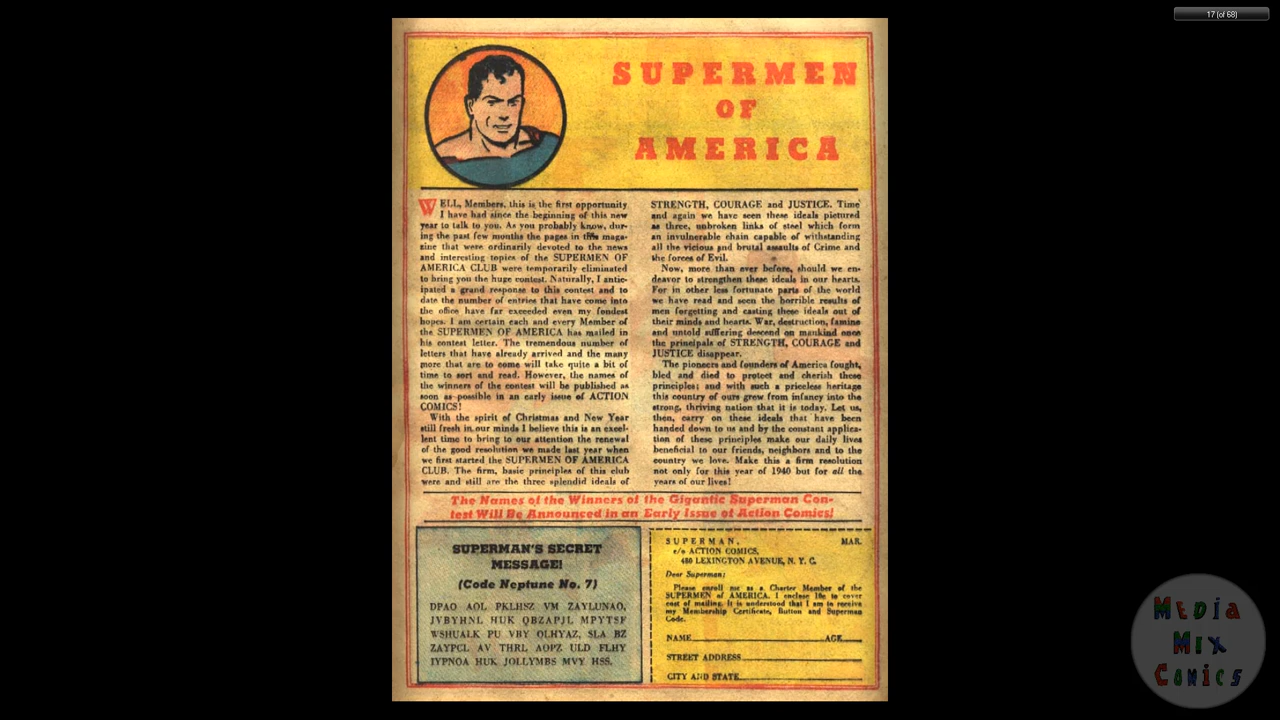 17 (of 68)
SUPERMEN
OF
AMERICA
WELL, Members, this is the first opportunity
I have had since the beginning of this new
year to talk to you. As you probably know, dur-
ing the past few months the pages in this maga-
zine that were ordinarily devoted to the news
and interesting topics of the SUPERMEN OF
AMERICA CLUB were temporarily eliminated
to bring you the huge contest. Naturally, I antic-
ipated a grand response to this contest and to
date the number of entries that have come into
the office have far exceeded even my fondest
hopes. I am certain each and every Member of
the SUPERMEN OF AMERICA has mailed in
his contest letter. The tremendous number of
letters that have already arrived and the many
more that are to come will take quite a bit of
time to sort and read. However, the names of
the winners of the contest will be published as
soon as possible in an early issue of ACTION
COMICS!
With the spirit of Christmas and New Year
still fresh in our minds I believe this is an excel-
lent time to bring to our attention the renewal
of the good resolution we made last year when
we first started the SUPERMEN OF AMERICA
CLUB. The firm, basic principles of this club
were and still are the three splendid ideals of
STRENGTH, COURAGE and JUSTICE. Time
and again we have seen these ideals pictured
as three, unbroken links of steel which form
an invulnerable chain capable of withstanding
all the vicious and brutal assaults of Crime and
the forces of Evil.
Now, more than ever before, should we en-
deavor to strengthen these ideals in our hearts.
For in other less fortunate parts of the world
we have read and seen the horrible results of
men forgetting and casting these ideals out of
their minds and hearts. War, destruction, famine
and untold suffering descend on mankind once
the principals of STRENGTH, COURAGE and
JUSTICE disappear.
The pioneers and founders of America fought,
bled and died to protect and cherish these
principles; and with such a priceless heritage
this country of ours grew from infancy into the
strong, thriving nation that it is today. Let us,
then, carry on these ideals that have been
handed down to us and by the constant applica-
tion of these principles make our daily lives
beneficial to our friends, neighbors and to the
country we love. Make this a firm resolution
not only for this year of 1940 but for all the
years of our lives!
The Names of the Winners of the Gigantic Superman Con-
test Will Be Announced in an Early Issue of Action Comics!
SUPERMAN'S SECRET
MESSAGE!
(Code Neptune No. 7)
DPAO AOL PKLHSZ VM ZAYLUNAO,
JVBYHNL HUK QBZAPJL MPYTSF
WSHUALK PU VBY OLHYAZ, SLA BZ
ZAYPCL AV THRL AOPZ ULD FLHY
IYPNOA HUK JOLLYMBS MVY HSS.
SUPERMAN, MAR.
c/o ACTION COMICS,
480 LEXINGTON AVENUE, N. Y. C.
Dear Superman:
Please enroll me as a Charter Member of the
SUPERMEN of AMERICA. I enclose 10c to cover
cost of mailing. It is understood that I am to receive
my Membership Certificate, Button and Superman
Code.
NAME AGE
STREET ADDRESS
CITY AND STATE
MEDIA
MIX
COMICS